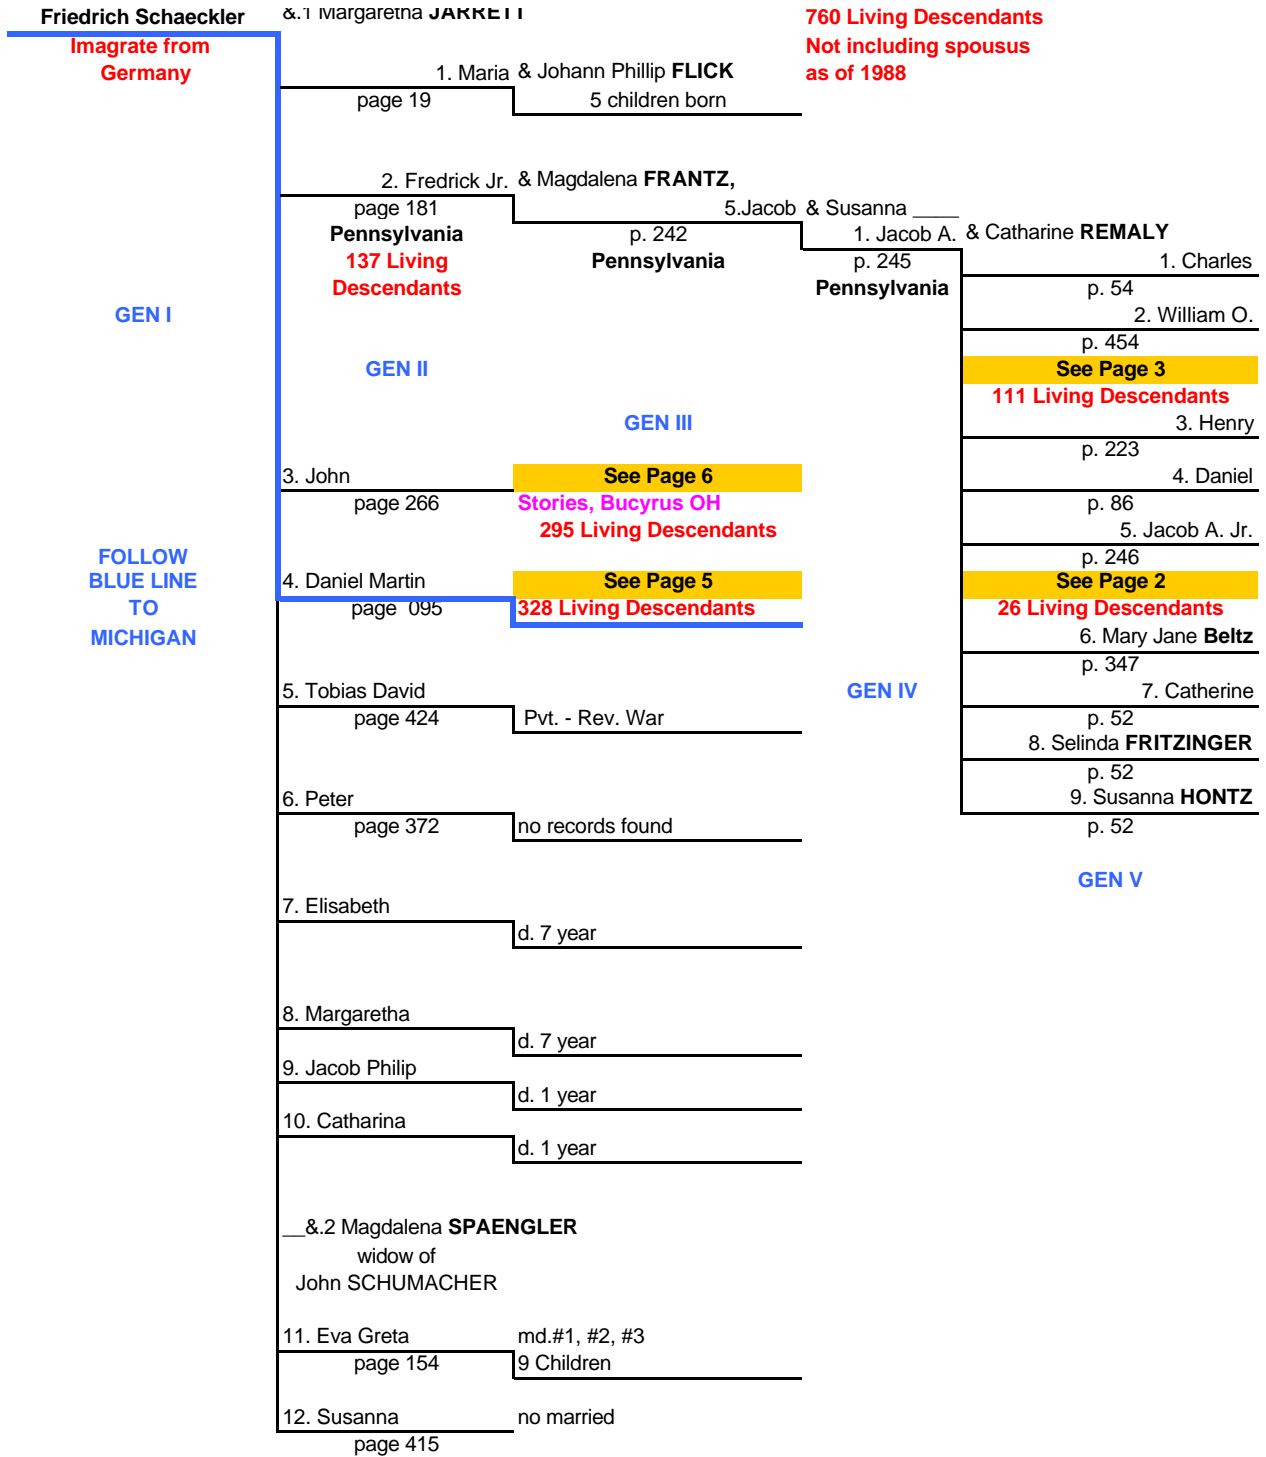 Friedrich Schaeckler
&.1 Margaretha JARRETT
760 Living Descendants
Imagrate from
Germany
Not including spousus
as of 1988
1. Maria & Johann Phillip FLICK
page 19
5 children born
2. Fredrick Jr. & Magdalena FRANTZ,
page 181
Pennsylvania
137 Living
Descendants
5.Jacob & Susanna ____
p. 242
Pennsylvania
1. Jacob A. & Catharine REMALY
p. 245
Pennsylvania
1. Charles
p. 54
2. William O.
p. 454
See Page 3
111 Living Descendants
3. Henry
p. 223
4. Daniel
p. 86
5. Jacob A. Jr.
p. 246
See Page 2
26 Living Descendants
6. Mary Jane Beltz
p. 347
7. Catherine
p. 52
8. Selinda FRITZINGER
p. 52
9. Susanna HONTZ
p. 52
GEN I
GEN II
GEN III
GEN IV
GEN V
3. John
page 266
See Page 6
Stories, Bucyrus OH
295 Living Descendants
FOLLOW
BLUE LINE
TO
MICHIGAN
4. Daniel Martin
page 095
See Page 5
328 Living Descendants
5. Tobias David
page 424
Pvt. - Rev. War
6. Peter
page 372
no records found
7. Elisabeth
d. 7 year
8. Margaretha
d. 7 year
9. Jacob Philip
d. 1 year
10. Catharina
d. 1 year
__&.2 Magdalena SPAENGLER
widow of
John SCHUMACHER
11. Eva Greta
md.#1, #2, #3
page 154
9 Children
12. Susanna
no married
page 415